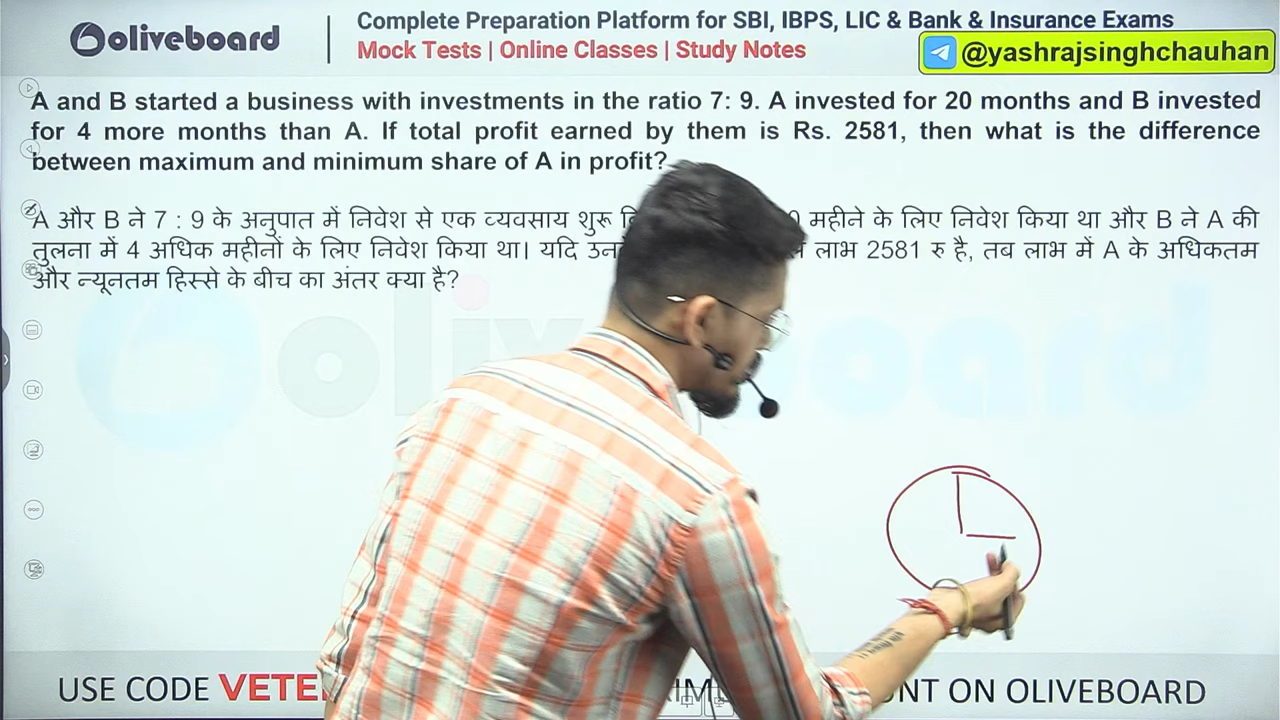 oliveboard
Complete Preparation Platform for SBI, IBPS, LIC & Bank & Insurance Exams
Mock Tests | Online Classes | Study Notes
@yashrajsinghchauhan
A and B started a business with investments in the ratio 7: 9. A invested for 20 months and B invested
for 4 more months than A. If total profit earned by them is Rs. 2581, then what is the difference
between maximum and minimum share of A in profit?
A और B ने 7 : 9 के अनुपात में निवेश से एक व्यवसाय शुरू महीने के लिए निवेश किया था और B ने A की
तुलना में 4 अधिक महीनों के लिए निवेश किया था। यदि लाभ 2581 रु है, तब लाभ में A के अधिकतम
और न्यूनतम हिस्से के बीच का अंतर क्या है?
oliveboard
USE CODE ON OLIVEBOARD